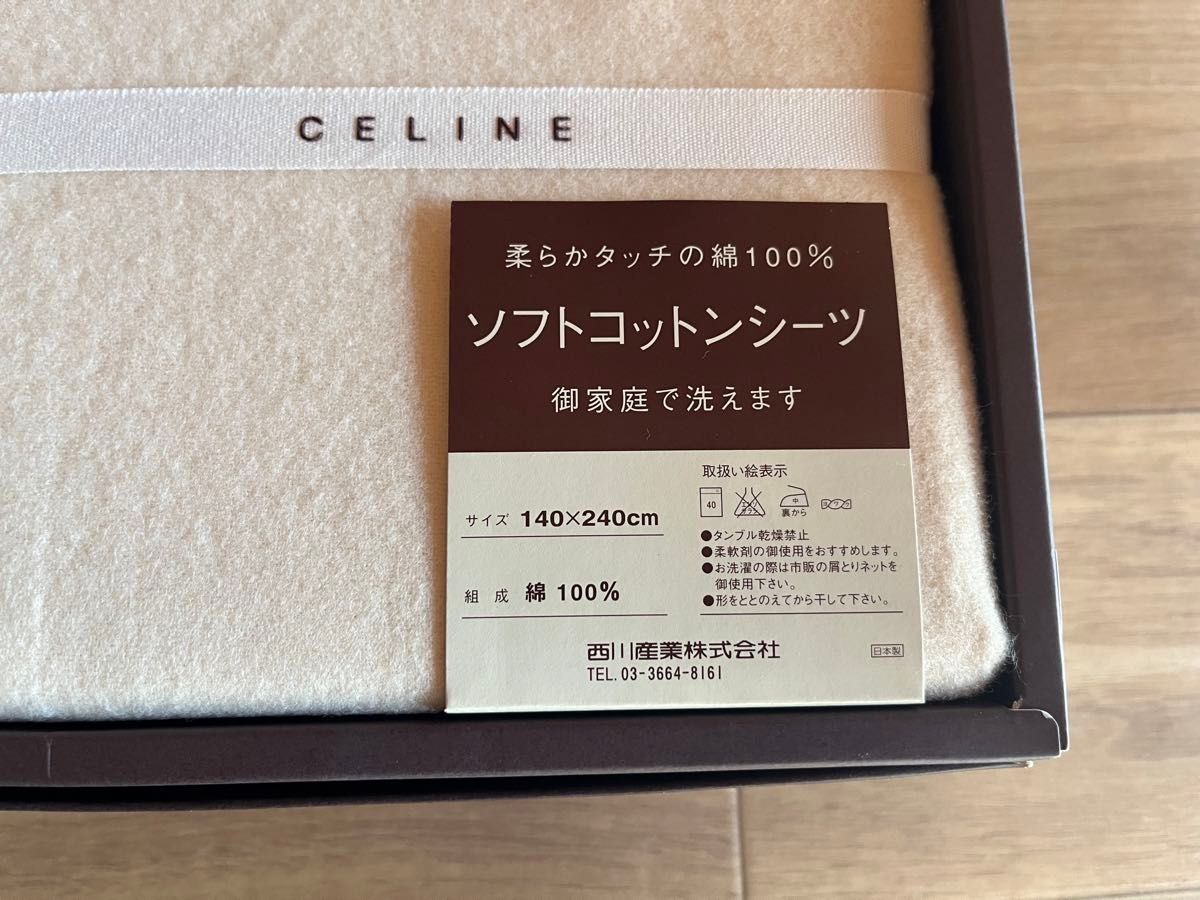 CELINE
柔らかタッチの綿100%
ソフトコットンシーツ
御家庭で洗えます
サイズ 140×240cm
組成 綿 100%
取扱い絵表示
40
中
裏から
●タンブル乾燥禁止
●柔軟剤の御使用をおすすめします。
●お洗濯の際は市販の屑とりネットを
御使用下さい。
●形をととのえてから干して下さい。
西川産業株式会社
TEL. 03-3664-8161
日本製